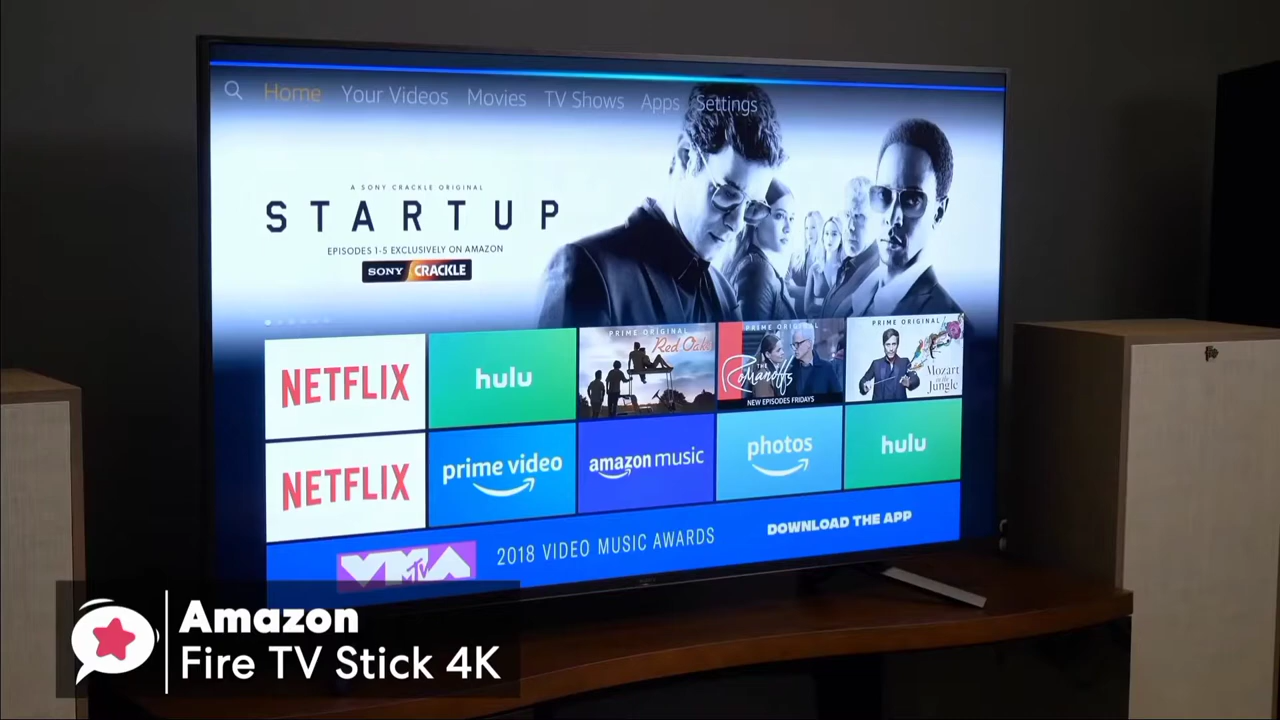 Home Your Videos Movies TV Shows Apps Settings
A SONY CRACKLE ORIGINAL
STARTUP
EPISODES 1-5 EXCLUSIVELY ON AMAZON
SONY CRACKLE
NETFLIX
hulu
PRIME ORIGINAL
Red Oaks
PRIME ORIGINAL
THE Romanoffs
NEW EPISODES FRIDAYS
PRIME ORIGINAL
Mozart
in the
Jungle
NETFLIX
prime video
amazon music
photos
hulu
VMA
MTV
2018 VIDEO MUSIC AWARDS
DOWNLOAD THE APP
Amazon
Fire TV Stick 4K